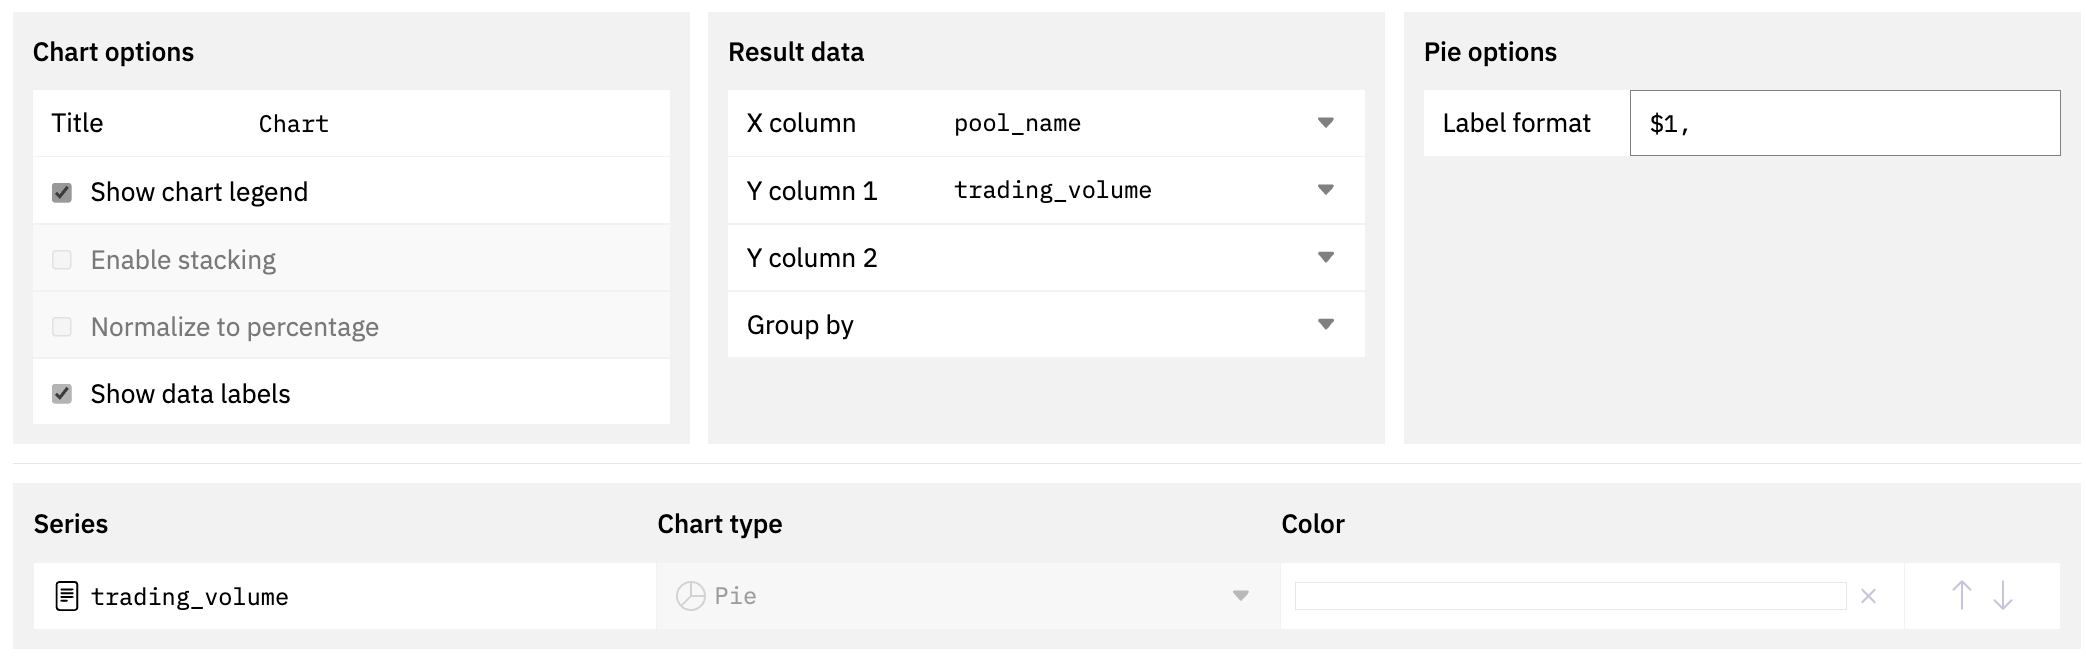 Chart options
Title Chart
Show chart legend
Enable stacking
Normalize to percentage
Show data labels
Result data
X column pool_name
Y column 1 trading_volume
Y column 2
Group by
Pie options
Label format $1,
Series Chart type Color
trading_volume Pie